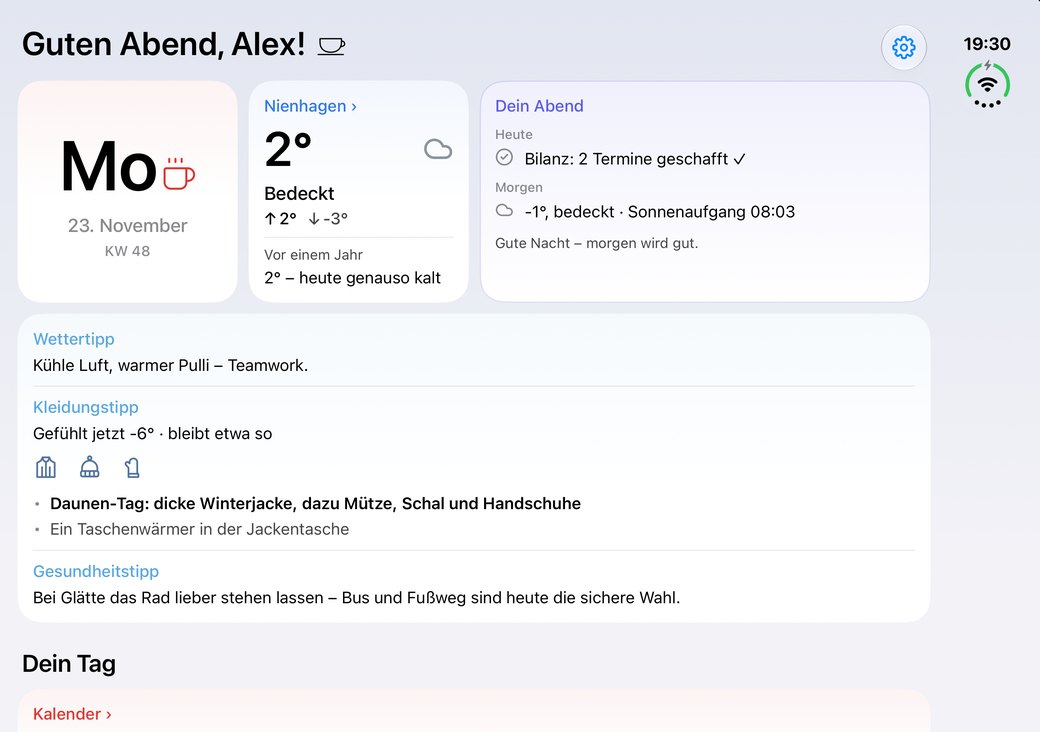 Guten Abend, Alex!
19:30
Mo
23. November
KW 48
Nienhagen ›
2°
Bedeckt
↑ 2° ↓ -3°
Vor einem Jahr
2° – heute genauso kalt
Dein Abend
Heute
Bilanz: 2 Termine geschafft ✓
Morgen
-1°, bedeckt · Sonnenaufgang 08:03
Gute Nacht – morgen wird gut.
Wettertipp
Kühle Luft, warmer Pulli – Teamwork.
Kleidungstipp
Gefühlt jetzt -6° · bleibt etwa so
• Daunen-Tag: dicke Winterjacke, dazu Mütze, Schal und Handschuhe
• Ein Taschenwärmer in der Jackentasche
Gesundheitstipp
Bei Glätte das Rad lieber stehen lassen – Bus und Fußweg sind heute die sichere Wahl.
Dein Tag
Kalender ›